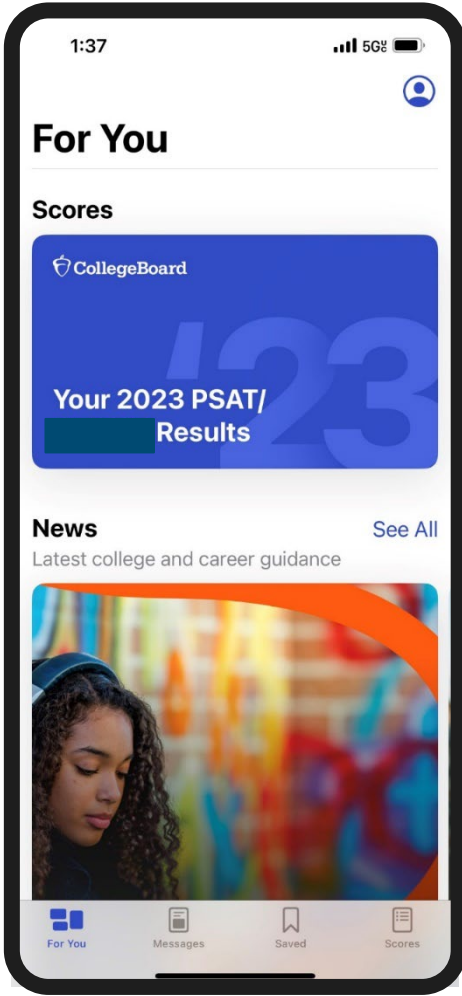 1:37 5G
For You
Scores
CollegeBoard
'23
Your 2023 PSAT/
Results
News See All
Latest college and career guidance
For You Messages Saved Scores